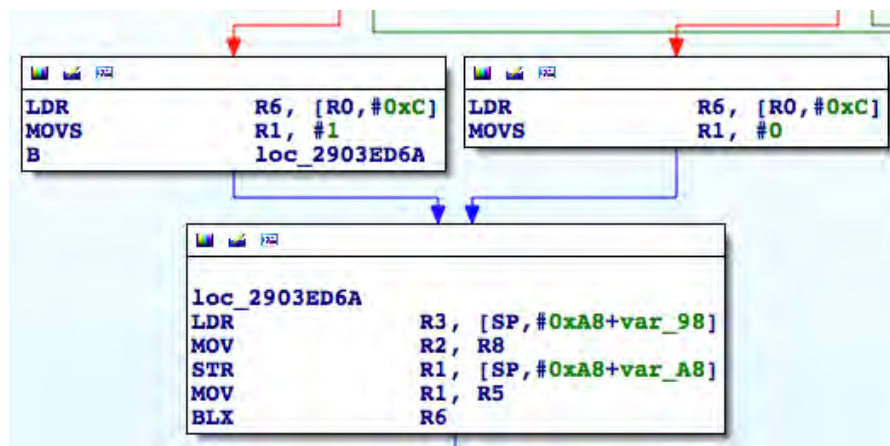 LDR R6, [R0,#0xC]
MOVS R1, #1
B loc_2903ED6A
LDR R6, [R0,#0xC]
MOVS R1, #0
loc_2903ED6A
LDR R3, [SP,#0xA8+var_98]
MOV R2, R8
STR R1, [SP,#0xA8+var_A8]
MOV R1, R5
BLX R6